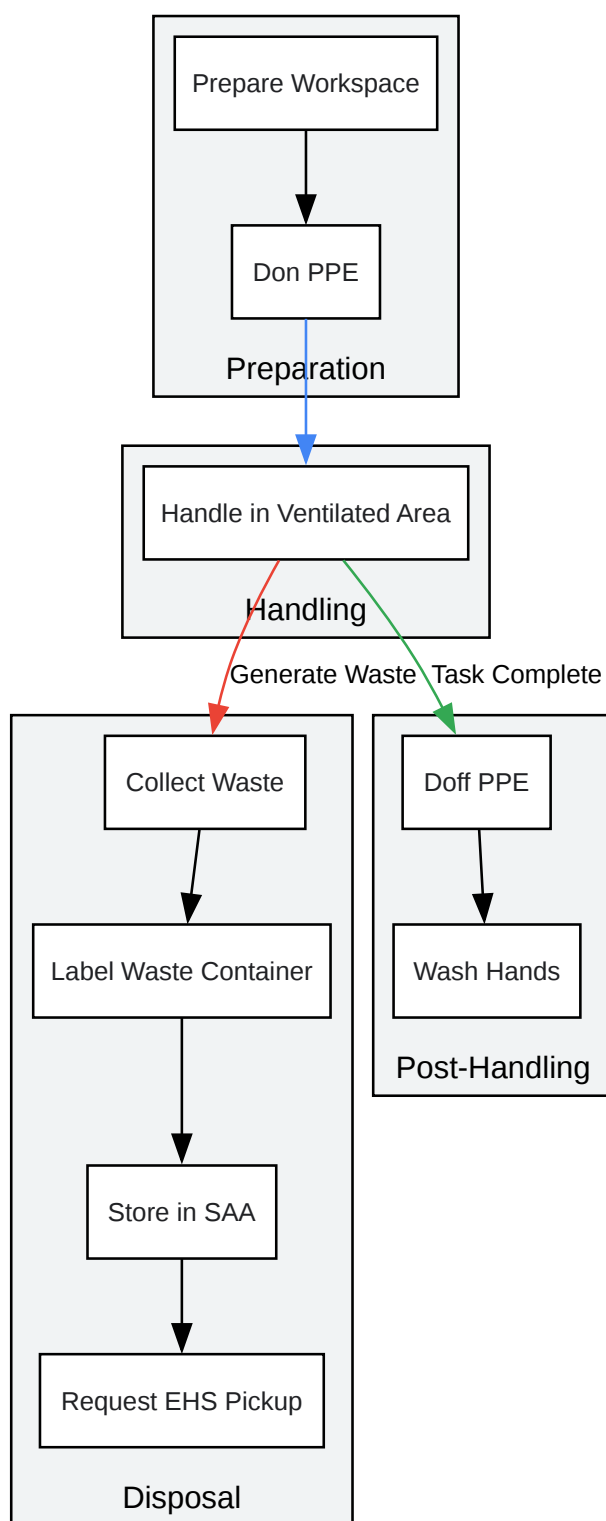 Prepare Workspace
Don PPE
Preparation
Handle in Ventilated Area
Handling
Generate Waste
Task Complete
Collect Waste
Doff PPE
Label Waste Container
Wash Hands
Post-Handling
Store in SAA
Request EHS Pickup
Disposal